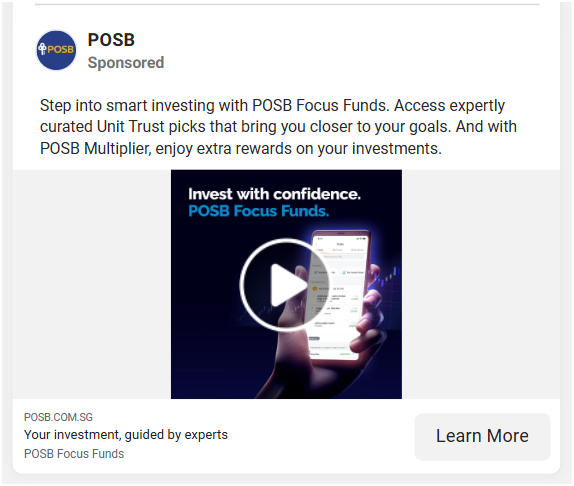 POSB
POSB
Sponsored
Step into smart investing with POSB Focus Funds. Access expertly
curated Unit Trust picks that bring you closer to your goals. And with
POSB Multiplier, enjoy extra rewards on your investments.
Invest with confidence.
POSB Focus Funds.
POSB.COM.SG
Your investment, guided by experts
POSB Focus Funds
Learn More